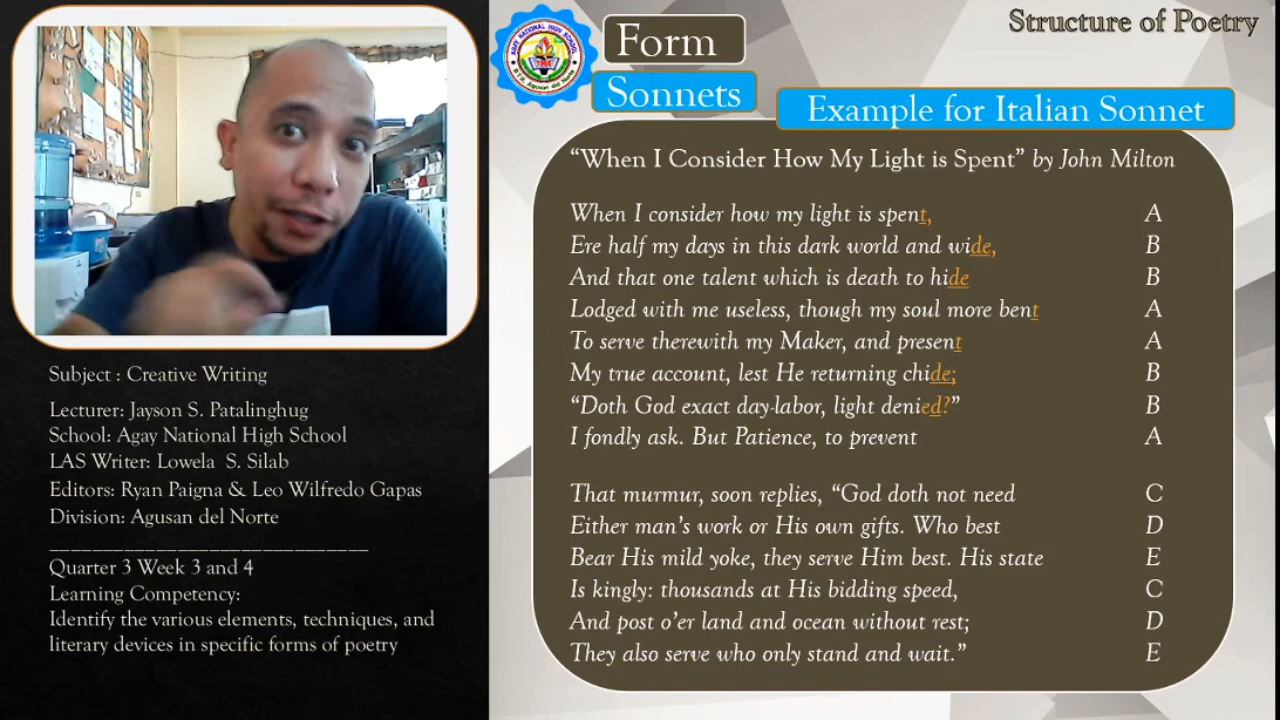 Structure of Poetry
AGAY NATIONAL HIGH SCHOOL
Form
Sonnets
Example for Italian Sonnet
“When I Consider How My Light is Spent” by John Milton
When I consider how my light is spent, A
Ere half my days in this dark world and wide, B
And that one talent which is death to hide B
Lodged with me useless, though my soul more bent A
To serve therewith my Maker, and present A
My true account, lest He returning chide; B
“Doth God exact day-labor, light denied?” B
I fondly ask. But Patience, to prevent A
That murmur, soon replies, “God doth not need C
Either man’s work or His own gifts. Who best D
Bear His mild yoke, they serve Him best. His state E
Is kingly: thousands at His bidding speed, C
And post o’er land and ocean without rest; D
They also serve who only stand and wait.” E
Subject : Creative Writing
Lecturer: Jayson S. Patalinghug
School: Agay National High School
LAS Writer: Lowela S. Silab
Editors: Ryan Paigna & Leo Wilfredo Gapas
Division: Agusan del Norte
______________________________
Quarter 3 Week 3 and 4
Learning Competency:
Identify the various elements, techniques, and
literary devices in specific forms of poetry